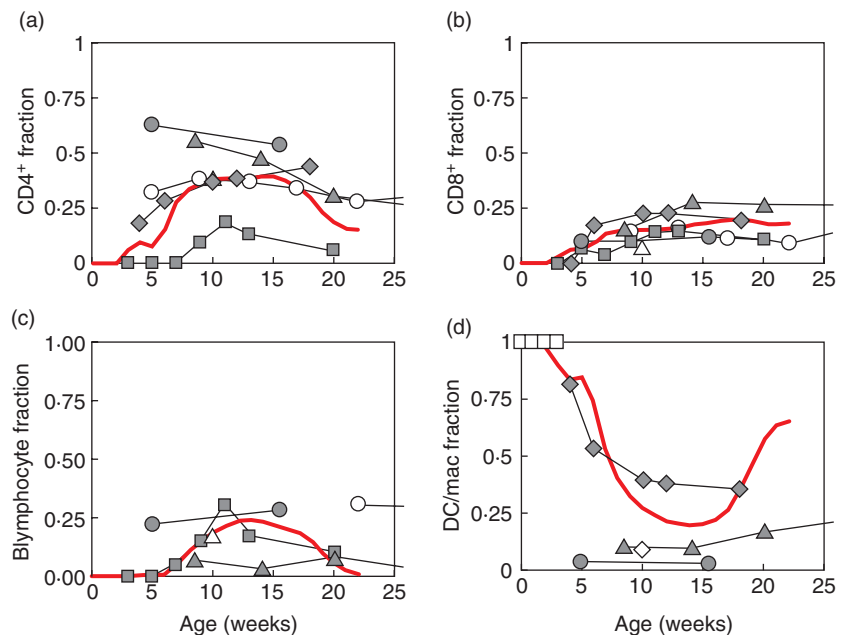 (a)
CD4+ fraction
1
0·75
0·5
0·25
0
0 5 10 15 20 25
(b)
CD8+ fraction
1
0·75
0·5
0·25
0
0 5 10 15 20 25
(c)
Blymphocyte fraction
1·00
0·75
0·50
0·25
0·00
0 5 10 15 20 25
Age (weeks)
(d)
DC/mac fraction
1
0·75
0·5
0·25
0
0 5 10 15 20 25
Age (weeks)